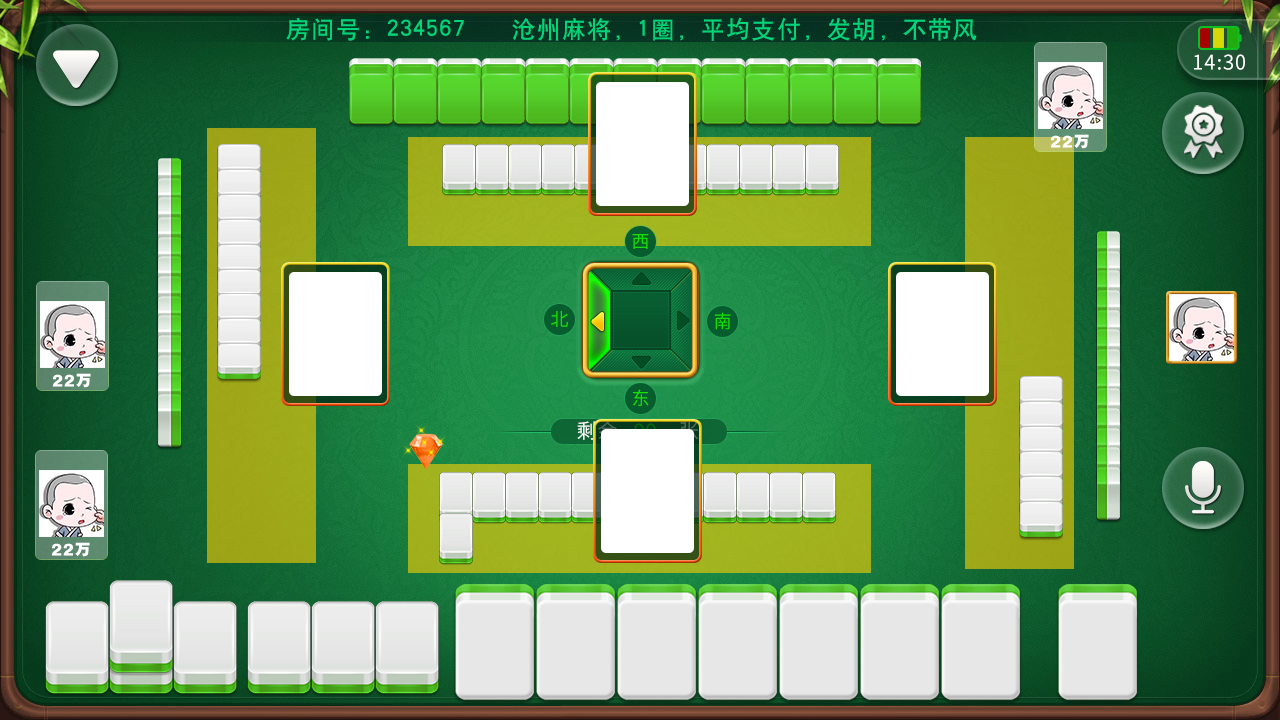 房间号：234567 沧州麻将，1圈，平均支付，发胡，不带风
14:30
22万
西
22万
北
南
东
剩
22万